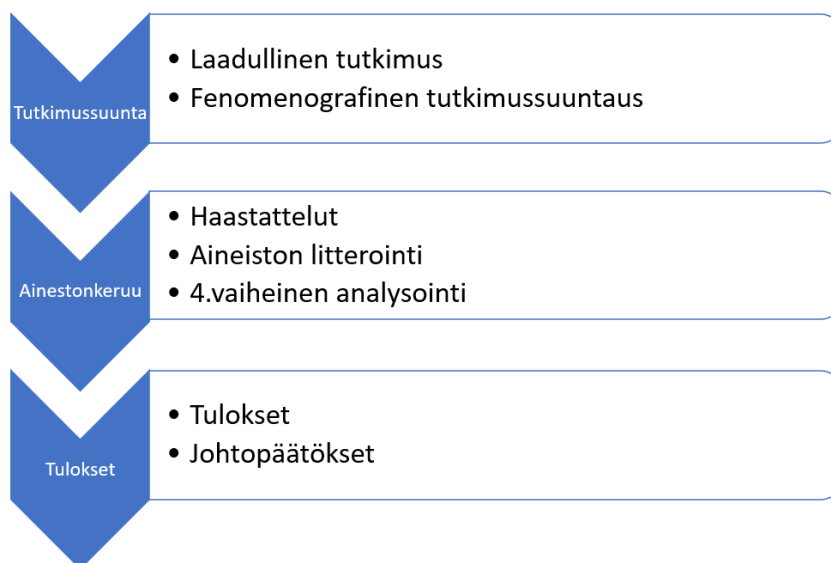 Tutkimussuunta
• Laadullinen tutkimus
• Fenomenografinen tutkimussuuntaus
Ainestonkeruu
• Haastattelut
• Aineiston litterointi
• 4.vaiheinen analysointi
Tulokset
• Tulokset
• Johtopäätökset